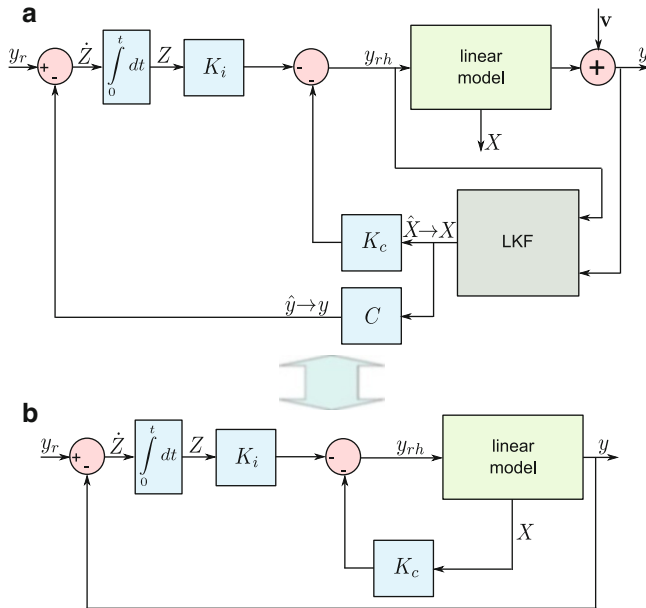 a
v
y_r + - Ż ∫_0^t dt Z K_i - - y_rh linear model + y
X
X̂→X
LKF
K_c
ŷ→y
C
b
y_r + - Ż ∫_0^t dt Z K_i - - y_rh linear model y
X
K_c